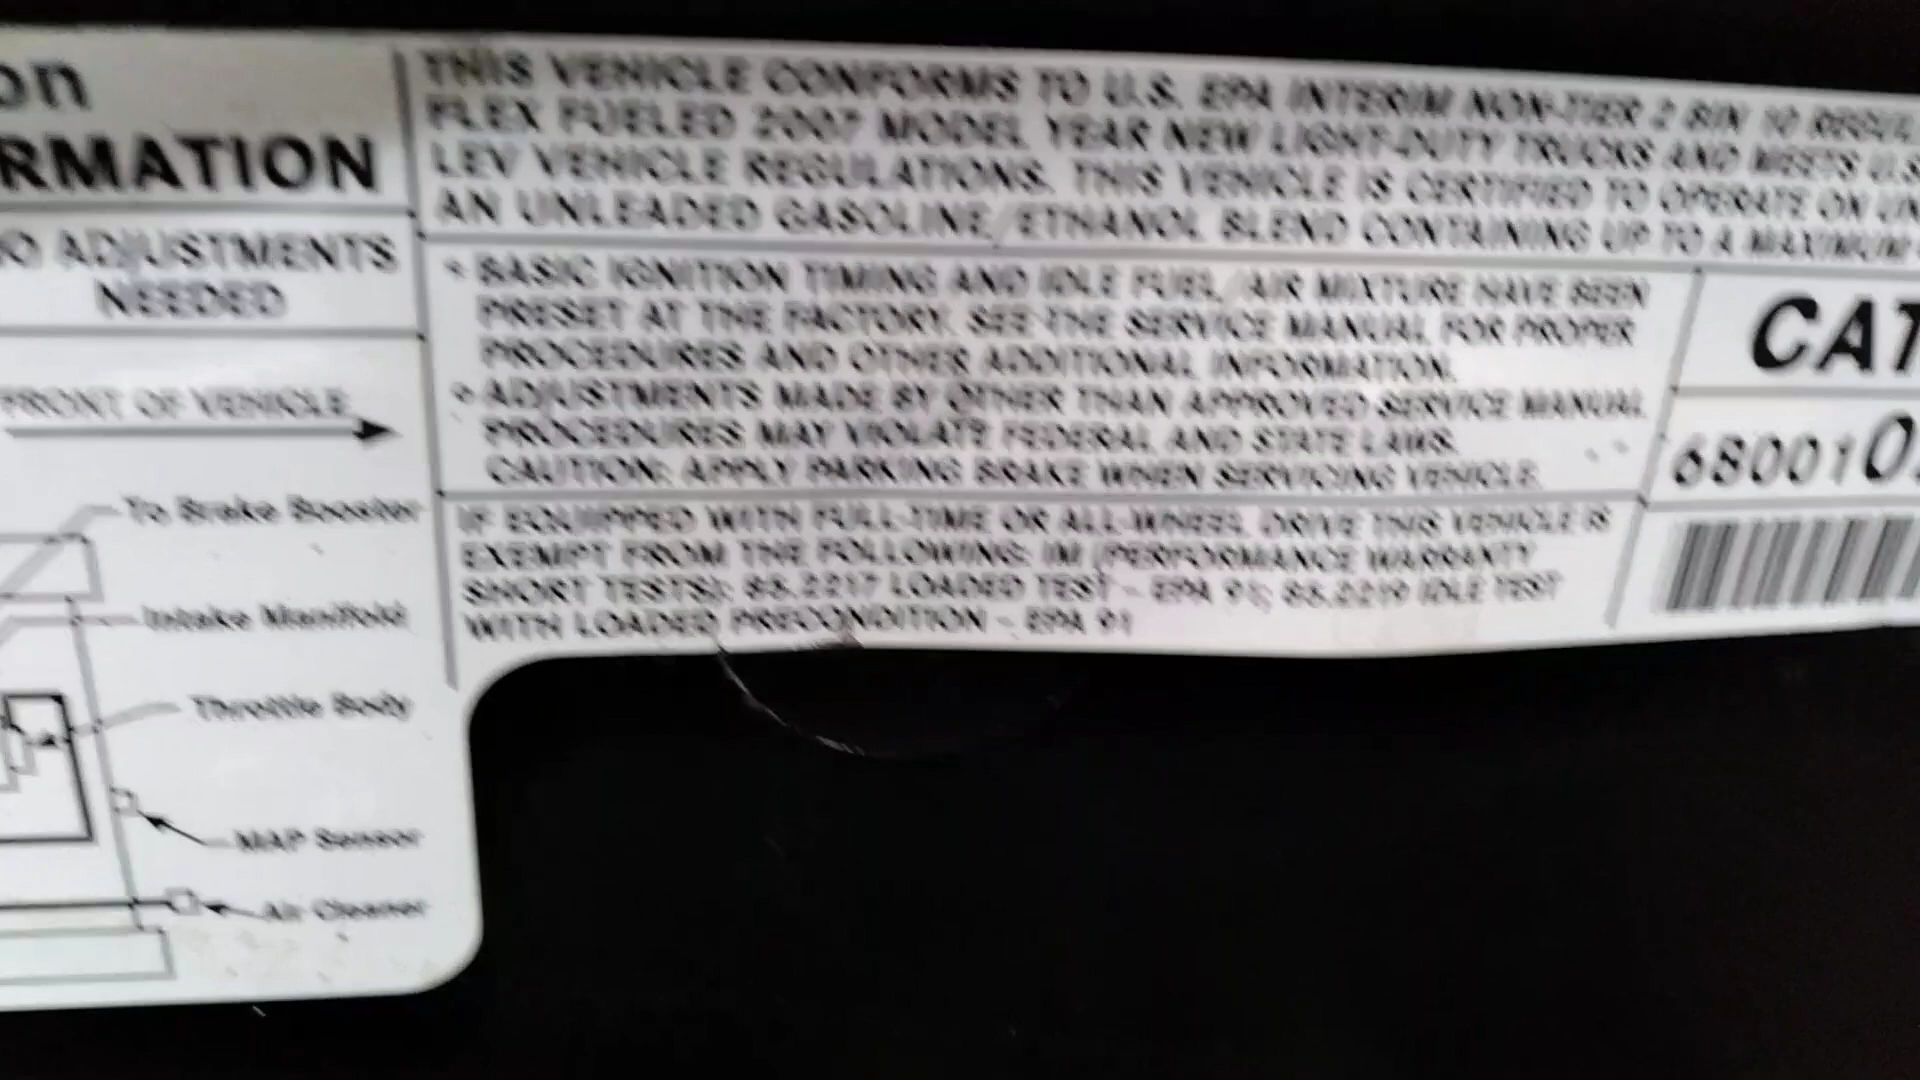 on
RMATION
O ADJUSTMENTS
NEEDED
FRONT OF VEHICLE
To Brake Booster
Intake Manifold
Throttle Body
MAP Sensor
Air Cleaner
THIS VEHICLE CONFORMS TO U.S. EPA INTERIM NON-TIER 2 BIN 10 REGUL
FLEX FUELED 2007 MODEL YEAR NEW LIGHT-DUTY TRUCKS AND MEETS U.S
LEV VEHICLE REGULATIONS. THIS VEHICLE IS CERTIFIED TO OPERATE ON UN
AN UNLEADED GASOLINE/ETHANOL BLEND CONTAINING UP TO A MAXIMUM
• BASIC IGNITION TIMING AND IDLE FUEL/AIR MIXTURE HAVE BEEN
PRESET AT THE FACTORY. SEE THE SERVICE MANUAL FOR PROPER
PROCEDURES AND OTHER ADDITIONAL INFORMATION.
• ADJUSTMENTS MADE BY OTHER THAN APPROVED SERVICE MANUAL
PROCEDURES MAY VIOLATE FEDERAL AND STATE LAWS.
CAUTION: APPLY PARKING BRAKE WHEN SERVICING VEHICLE.
IF EQUIPPED WITH FULL-TIME OR ALL-WHEEL DRIVE THIS VEHICLE IS
EXEMPT FROM THE FOLLOWING IM (PERFORMANCE WARRANTY
SHORT TESTS): 85.2217 LOADED TEST - EPA 91; 85.2219 IDLE TEST
WITH LOADED PRECONDITION - EPA 91
CAT
680010